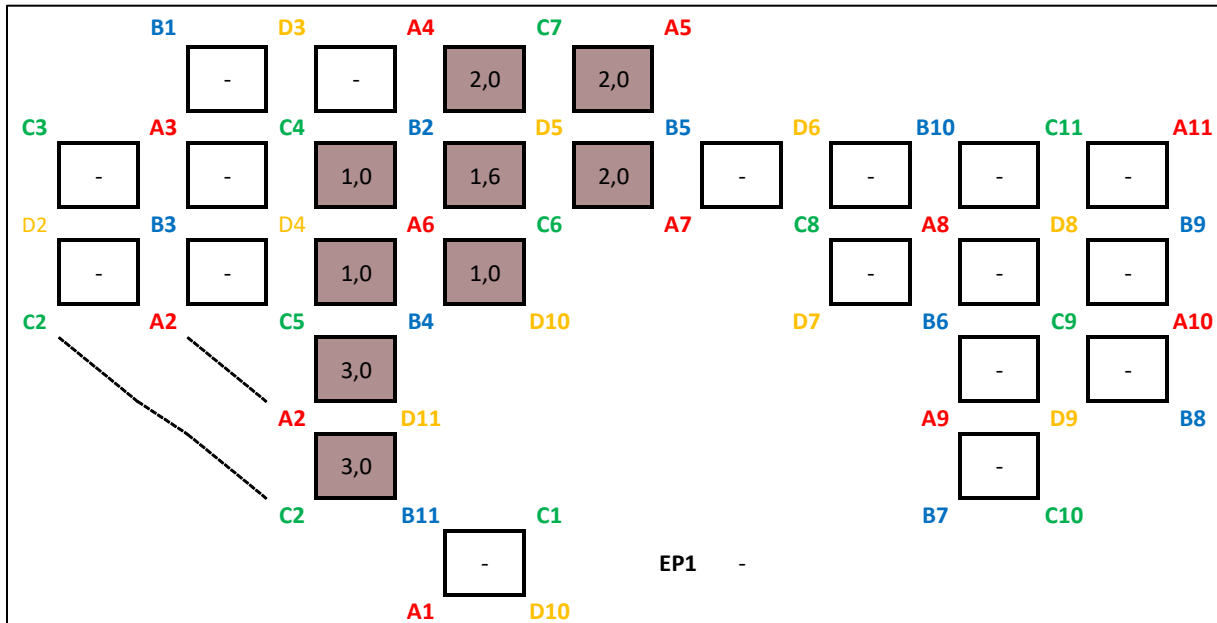 B1 D3 A4 C7 A5
- - 2,0 2,0
C3 A3 C4 B2 D5 B5 D6 B10 C11 A11
- - 1,0 1,6 2,0 - - - -
D2 B3 D4 A6 C6 A7 C8 A8 D8 B9
- - 1,0 1,0 - - -
C2 A2 C5 B4 D10 D7 B6 C9 A10
3,0 - -
A2 D11 A9 D9 B8
3,0 -
C2 B11 C1 B7 C10
- EP1 -
A1 D10